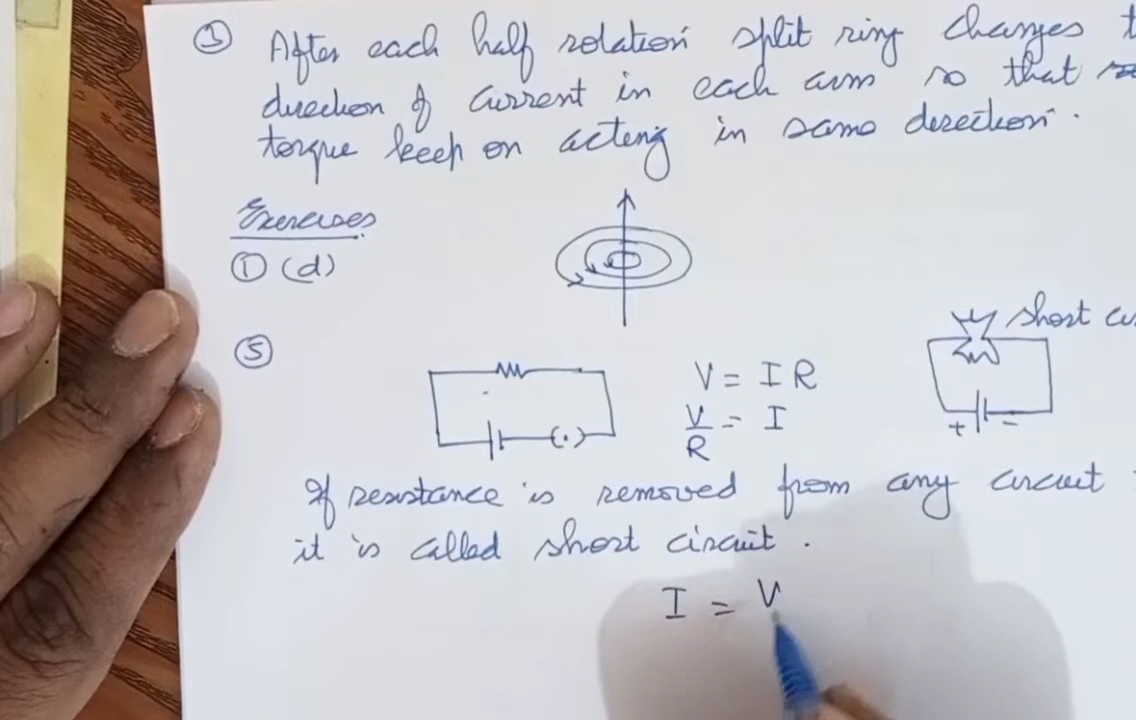 ③ After each half rotation split ring changes t
direction of current in each arm so that
torque keep on acting in same direction.
Exercises
① (d)
⑤
short cu
V = I R
V/R = I
+ -
If resistance is removed from any circuit
it is called short circuit.
I = V